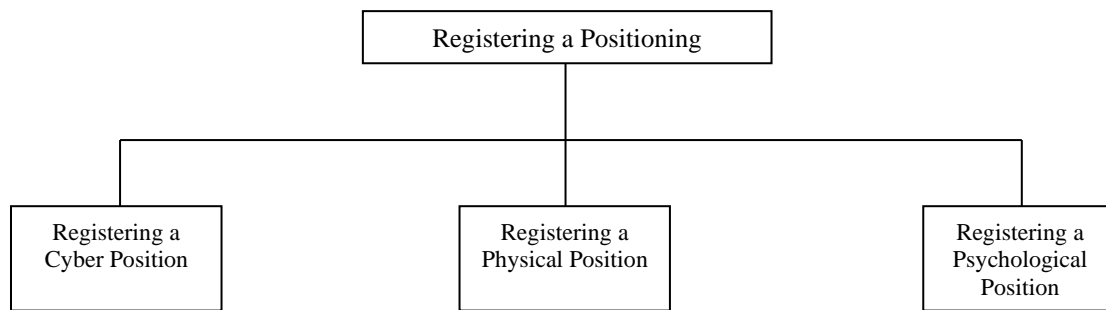 Registering a Positioning
Registering a
Cyber Position
Registering a
Physical Position
Registering a
Psychological
Position